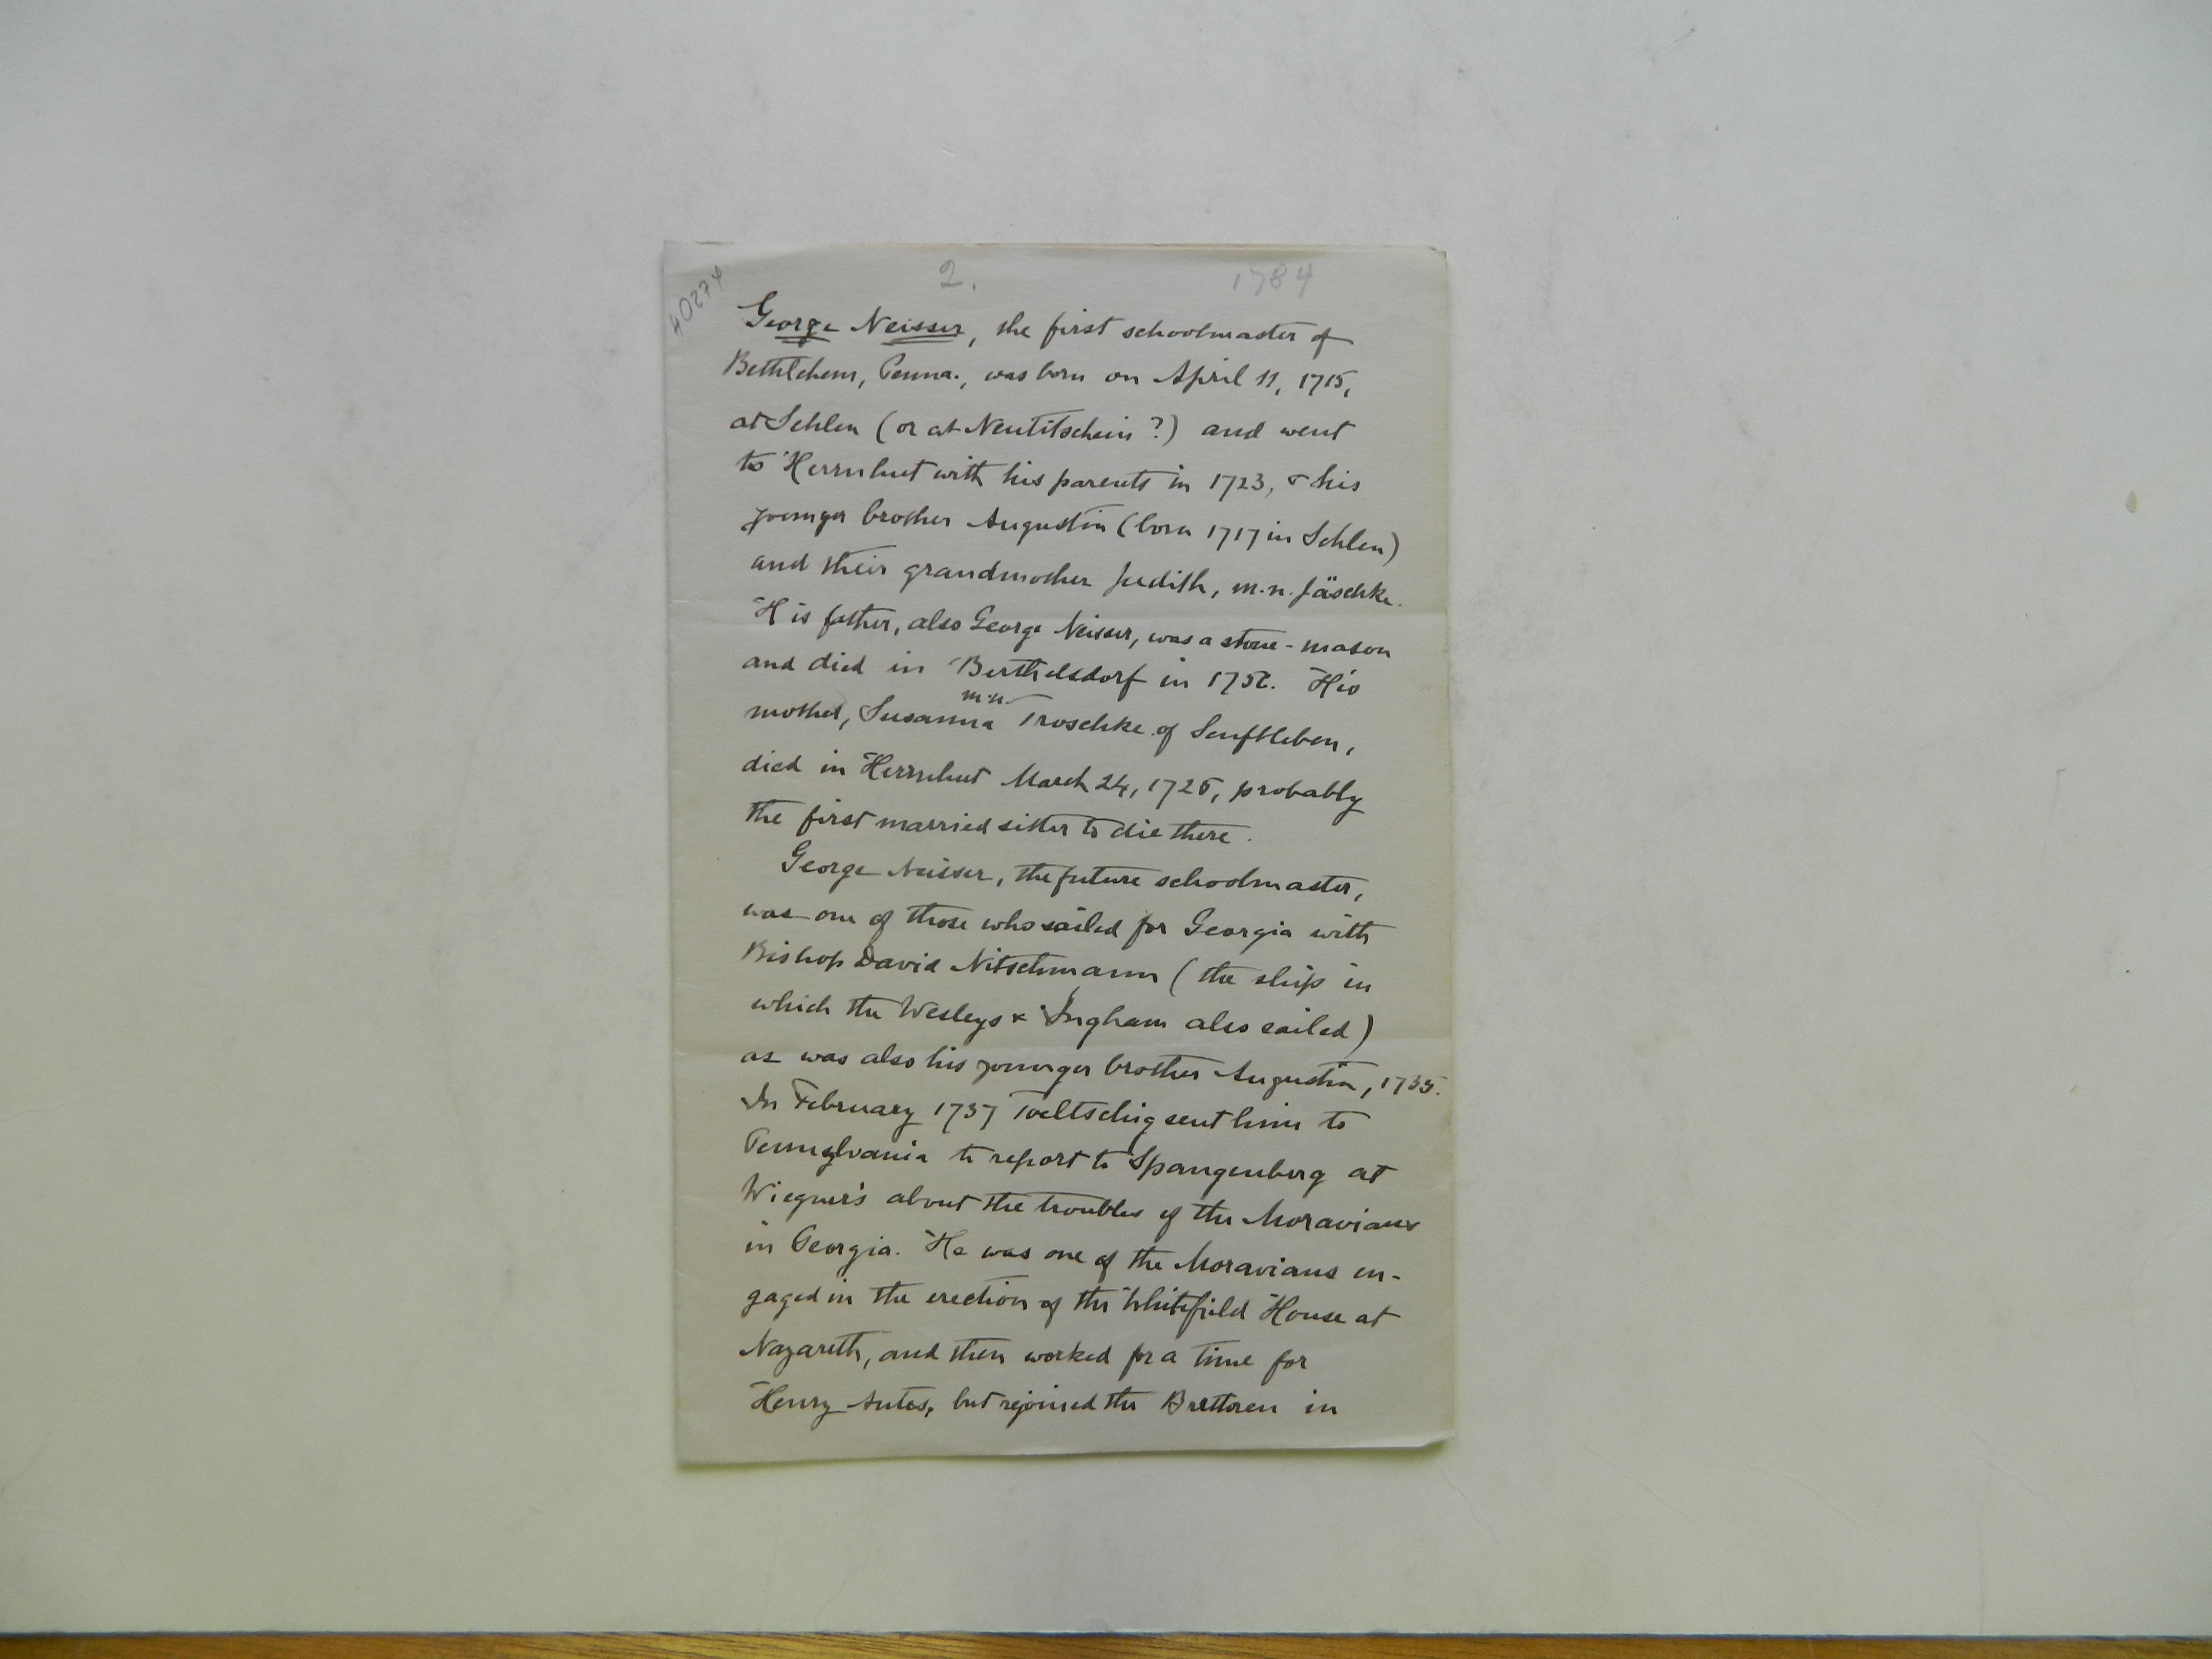 40274
2.
1784
George Neisser, the first schoolmaster of
Bethlehem, Penna., was born on April 11, 1715,
at Sehlen (or at Neutitschein?) and went
to Herrnhut with his parents in 1723, & his
younger brother Augustin (born 1717 in Sehlen)
and their grandmother Judith, m.n. Jäschke.
His father, also George Neisser, was a stone-mason
and died in Berthelsdorf in
His
m.n.
mother, Susanna Troschke of Senftleben,
died in Herrnhut March 24, probably
the first married sister to die there.
George Neisser, the future schoolmaster,
was one of those who sailed for Georgia with
Bishop David Nitschmann (the ship in
which the Wesleys & Ingham also sailed)
as was also his younger brother Augustin, 1735.
In February 1737 Toeltschig sent him to
Pennsylvania to report to Spangenberg at
Wiegner's about the troubles of the Moravians
in Georgia. He was one of the Moravians en-
gaged in the erection of the Whitefield House at
Nazareth, and then worked for a time for
Henry Antes, but rejoined the Brethren in